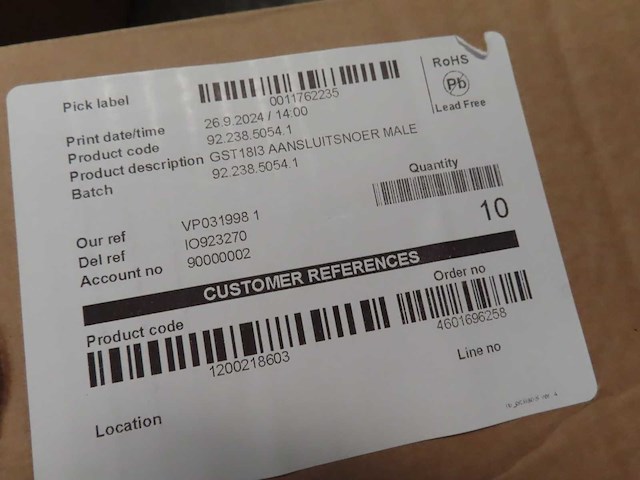 Pick label
0011762235
RoHS
Pb
Lead Free
Print date/time 26.9.2024 / 14:00
Product code 92.238.5054.1
Product description GST18I3 AANSLUITSNOER MALE
Batch 92.238.5054.1
Quantity
10
Our ref VP031998 1
Del ref IO923270
Account no 90000002
CUSTOMER REFERENCES
Product code
1200218603
Order no
4601696258
Line no
Location